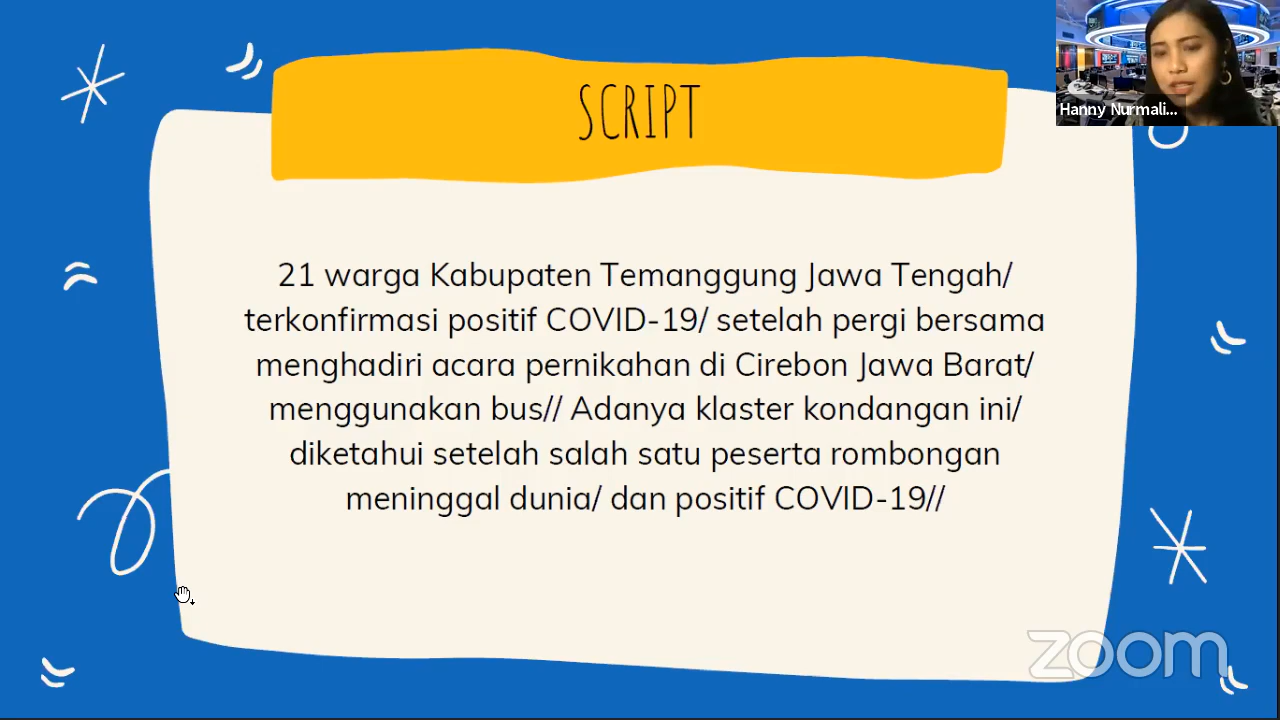 SCRIPT
Hanny Nurmali...
21 warga Kabupaten Temanggung Jawa Tengah/
terkonfirmasi positif COVID-19/ setelah pergi bersama
menghadiri acara pernikahan di Cirebon Jawa Barat/
menggunakan bus// Adanya klaster kondangan ini/
diketahui setelah salah satu peserta rombongan
meninggal dunia/ dan positif COVID-19//
zoom